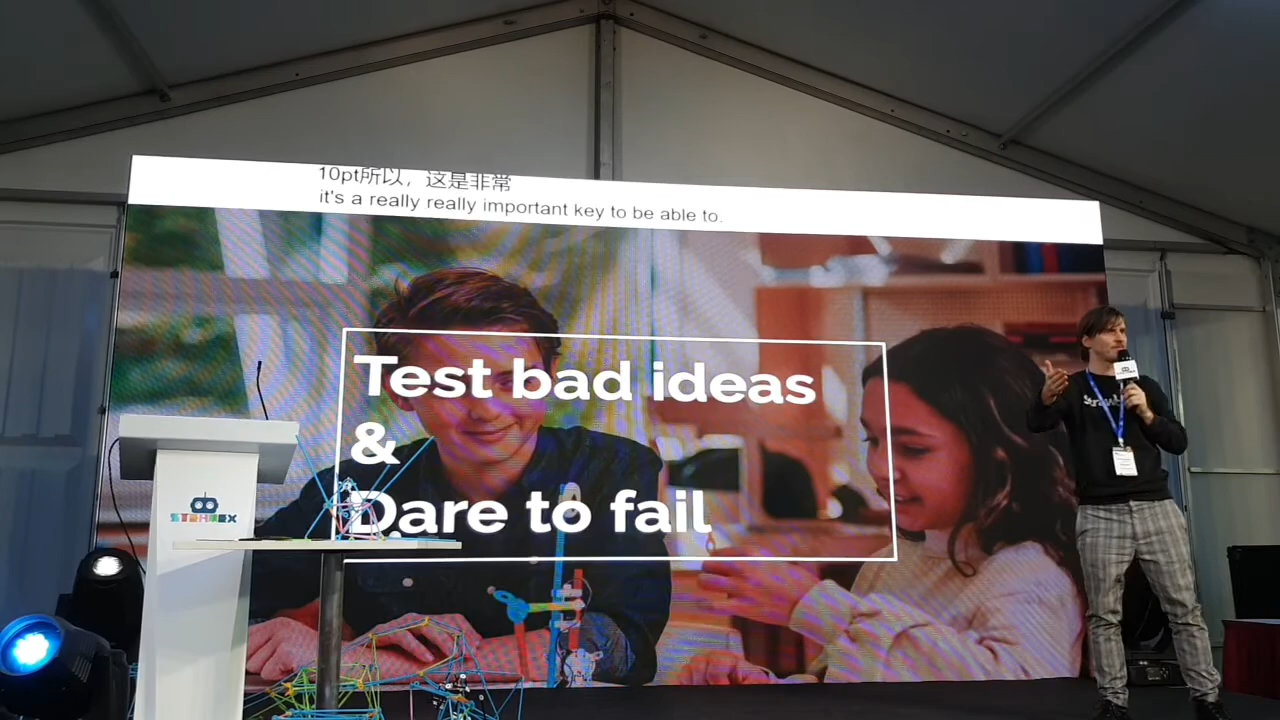 10pt所以，这是非常
it's a really really important key to be able to.
Test bad ideas
&
Dare to fail